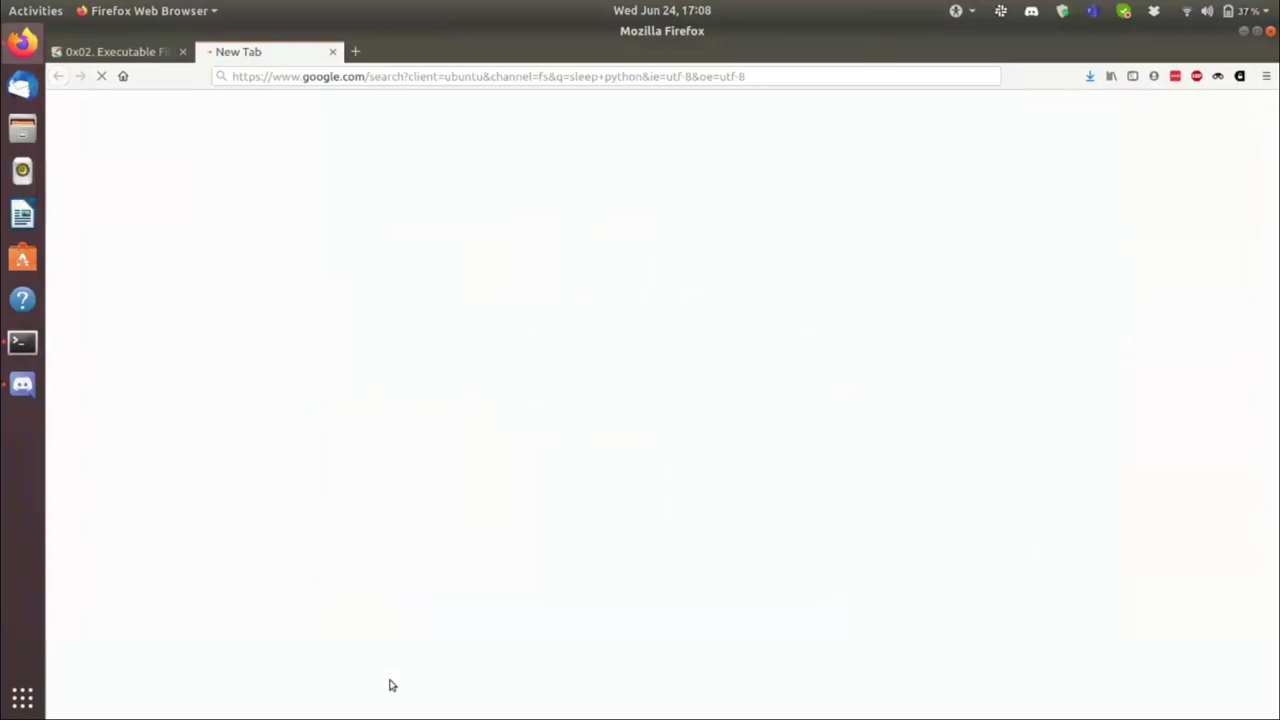 Activities Firefox Web Browser Wed Jun 24, 17:08 37 %
Mozilla Firefox
0x02. Executable Fi New Tab
https://www.google.com/search?client=ubuntu&channel=fs&q=sleep+python&ie=utf-8&oe=utf-8